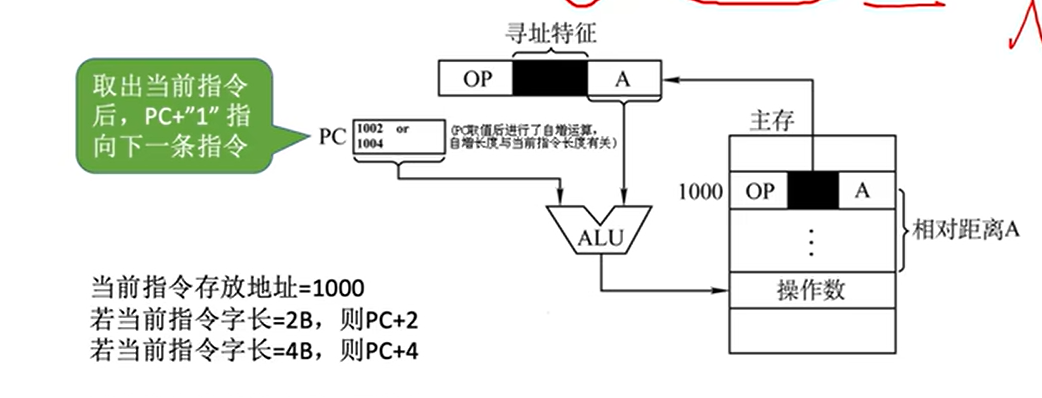 寻址特征
OP
A
取出当前指令
后，PC+”1” 指
向下一条指令
PC
1002 or
1004
(PC取值后进行了自增运算，
自增长度与当前指令长度有关)
主存
1000
OP
A
相对距离A
ALU
⋮
操作数
当前指令存放地址=1000
若当前指令字长=2B，则PC+2
若当前指令字长=4B，则PC+4